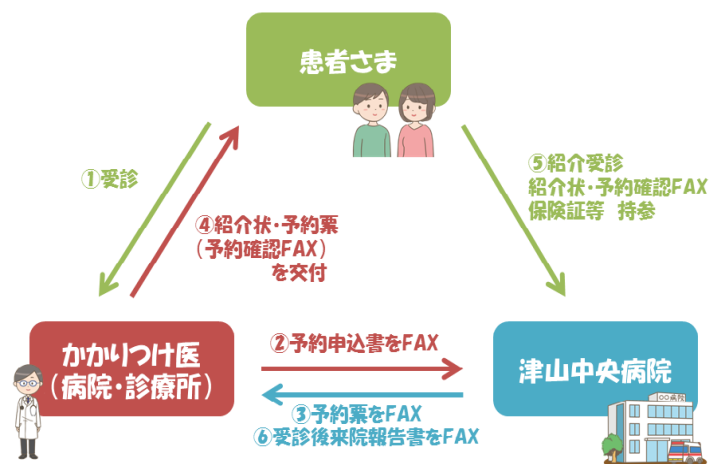 患者さま
①受診
④紹介状・予約票
(予約確認FAX)
を交付
⑤紹介受診
紹介状・予約確認FAX
保険証等 持参
かかりつけ医
(病院・診療所)
②予約申込書をFAX
③予約票をFAX
⑥受診後来院報告書をFAX
津山中央病院
〇〇病院